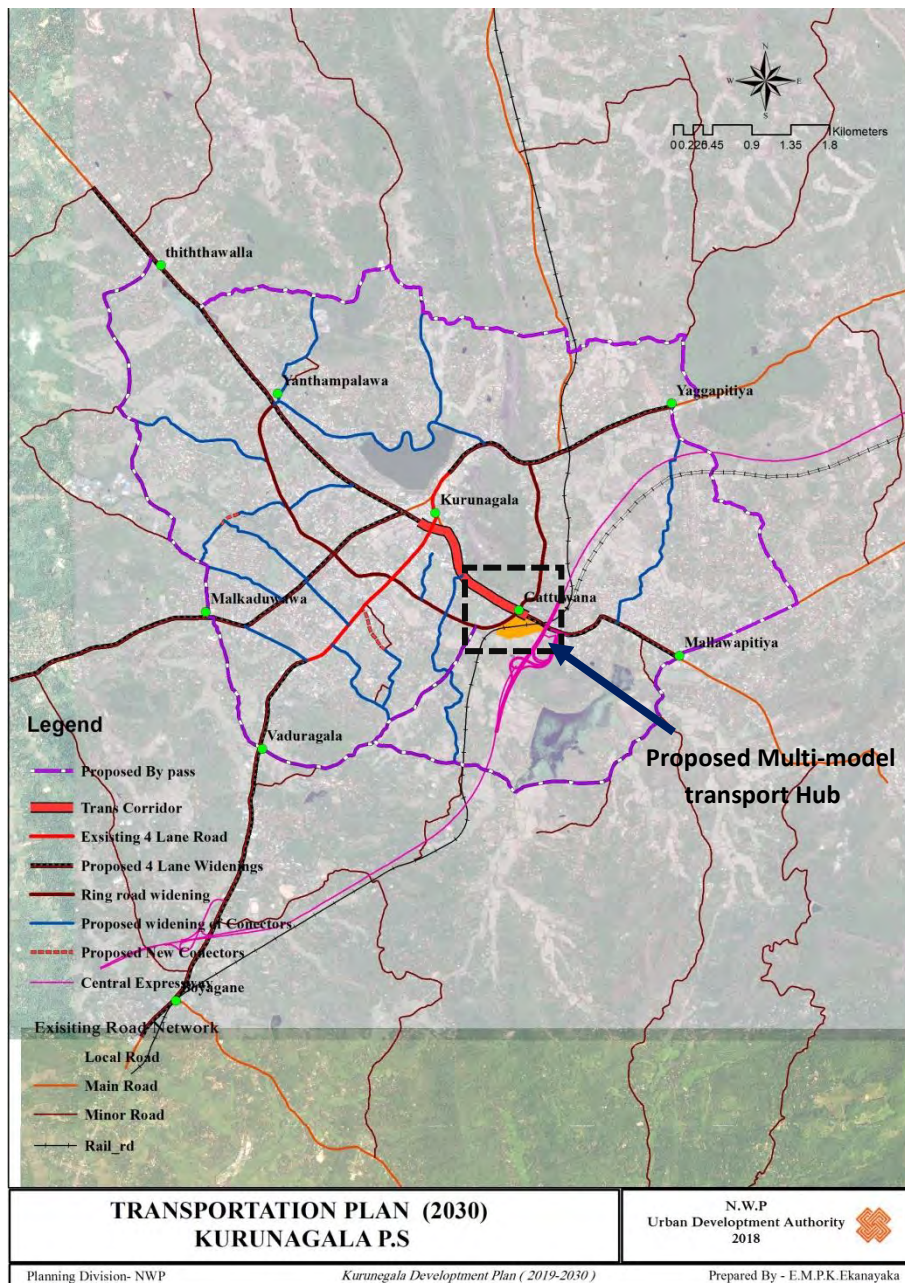 N
W E
S
Kilometers
0 0.225 0.45 0.9 1.35 1.8
thiththawalla
Yanthampalawa
Yaggapitiya
Kurunagala
Malkaduwawa
Cattuwana
Mallawapitiya
Vaduragala
Boyagane
Proposed Multi-model
transport Hub
Legend
Proposed By pass
Trans Corridor
Exsisting 4 Lane Road
Proposed 4 Lane Widenings
Ring road widening
Proposed widening of Conectors
Proposed New Conectors
Central Expressway
Exisiting Road Network
Local Road
Main Road
Minor Road
Rail_rd
TRANSPORTATION PLAN (2030)
KURUNAGALA P.S
N.W.P
Urban Developtment Authority
2018
Planning Division- NWP
Kurunegala Developtment Plan ( 2019-2030 )
Prepared By - E.M.P.K.Ekanayaka